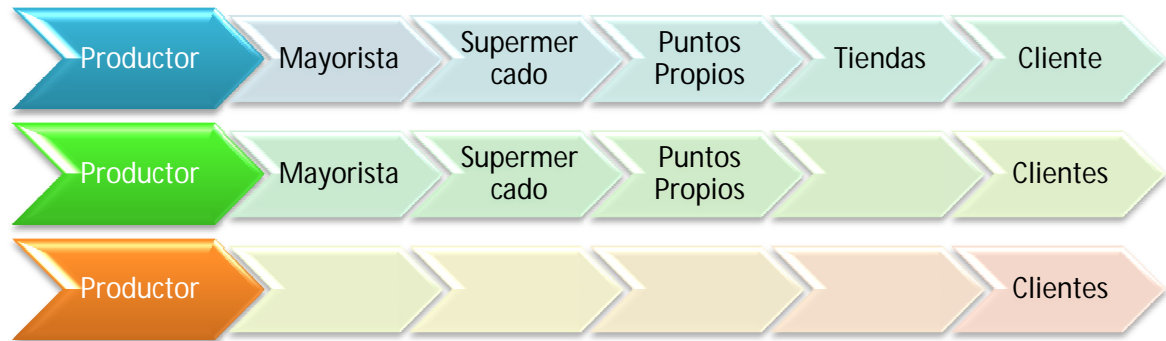 Productor
Mayorista
Supermer
cado
Puntos
Propios
Tiendas
Cliente
Productor
Mayorista
Supermer
cado
Puntos
Propios
Clientes
Productor
Clientes